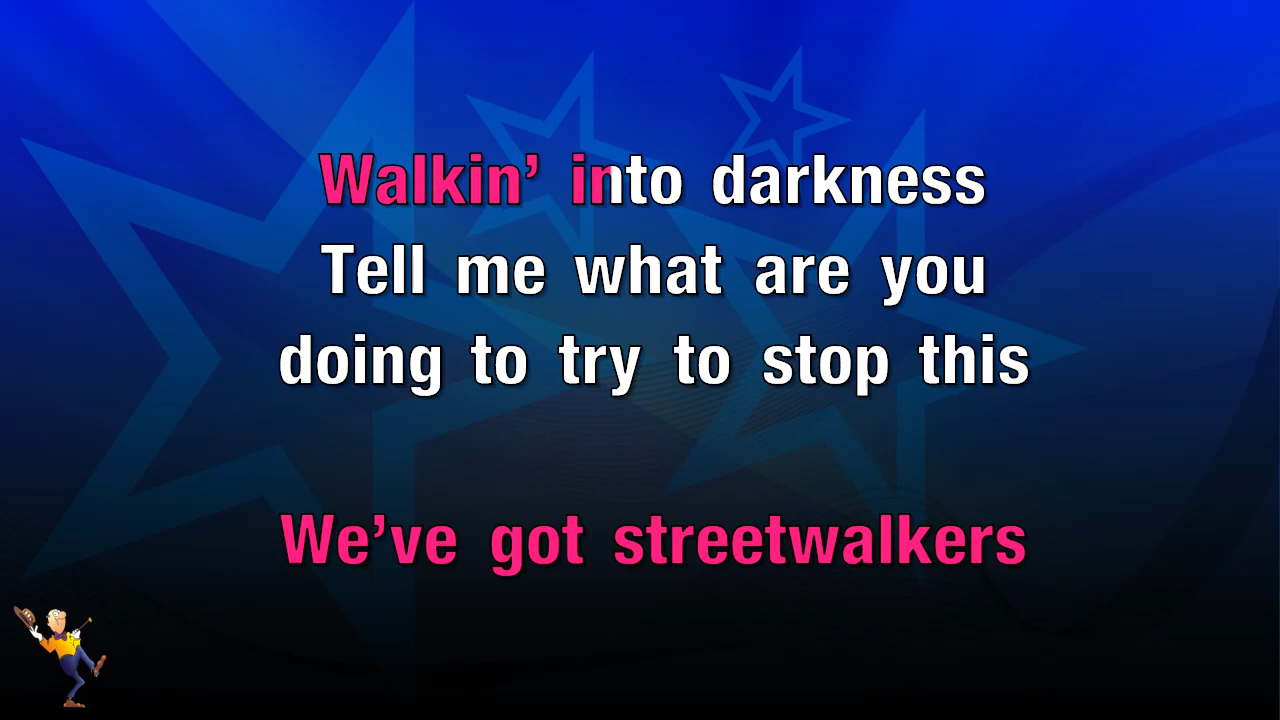 Walkin’ into darkness
Tell me what are you
doing to try to stop this
We’ve got streetwalkers